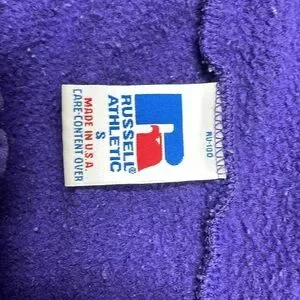 RU-100
RUSSELL®
ATHLETIC
S
MADE IN U.S.A.
CARE-CONTENT OVER